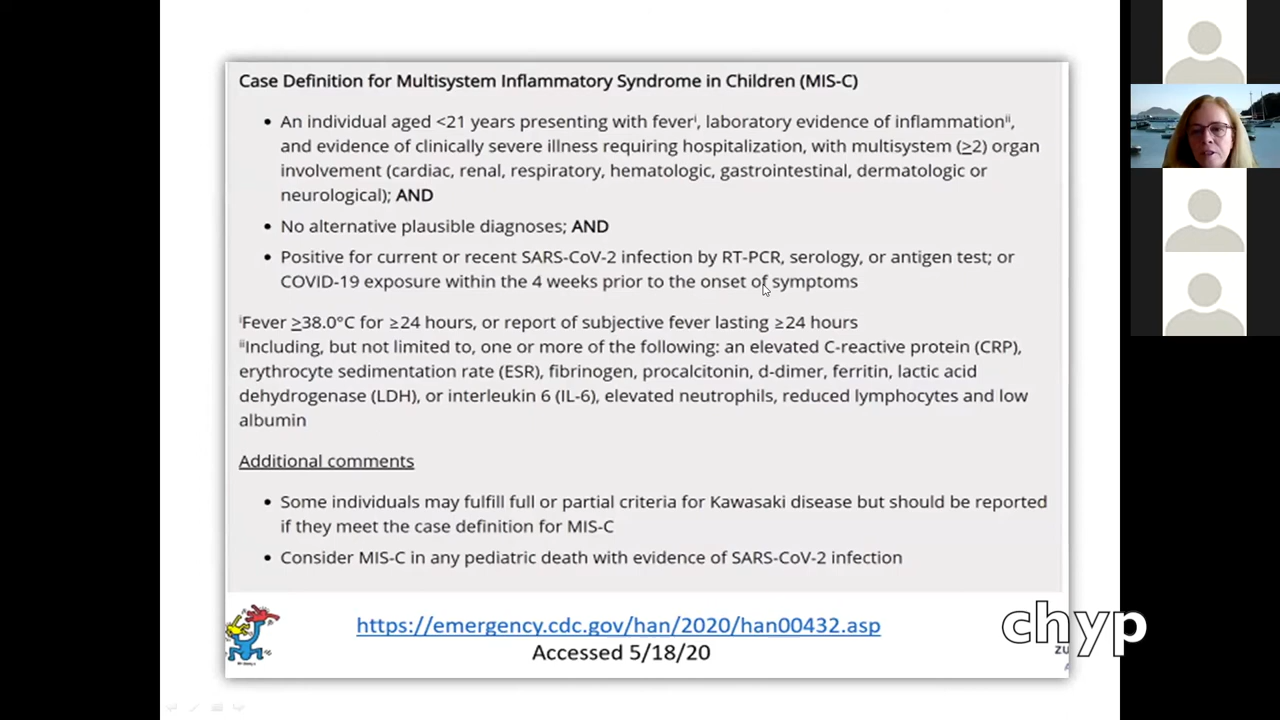 Case Definition for Multisystem Inflammatory Syndrome in Children (MIS-C)
• An individual aged <21 years presenting with feverⁱ, laboratory evidence of inflammationⁱⁱ,
and evidence of clinically severe illness requiring hospitalization, with multisystem (≥2) organ
involvement (cardiac, renal, respiratory, hematologic, gastrointestinal, dermatologic or
neurological); AND
• No alternative plausible diagnoses; AND
• Positive for current or recent SARS-CoV-2 infection by RT-PCR, serology, or antigen test; or
COVID-19 exposure within the 4 weeks prior to the onset of symptoms
ⁱFever ≥38.0°C for ≥24 hours, or report of subjective fever lasting ≥24 hours
ⁱⁱIncluding, but not limited to, one or more of the following: an elevated C-reactive protein (CRP),
erythrocyte sedimentation rate (ESR), fibrinogen, procalcitonin, d-dimer, ferritin, lactic acid
dehydrogenase (LDH), or interleukin 6 (IL-6), elevated neutrophils, reduced lymphocytes and low
albumin
Additional comments
• Some individuals may fulfill full or partial criteria for Kawasaki disease but should be reported
if they meet the case definition for MIS-C
• Consider MIS-C in any pediatric death with evidence of SARS-CoV-2 infection
https://emergency.cdc.gov/han/2020/han00432.asp
Accessed 5/18/20
chyp